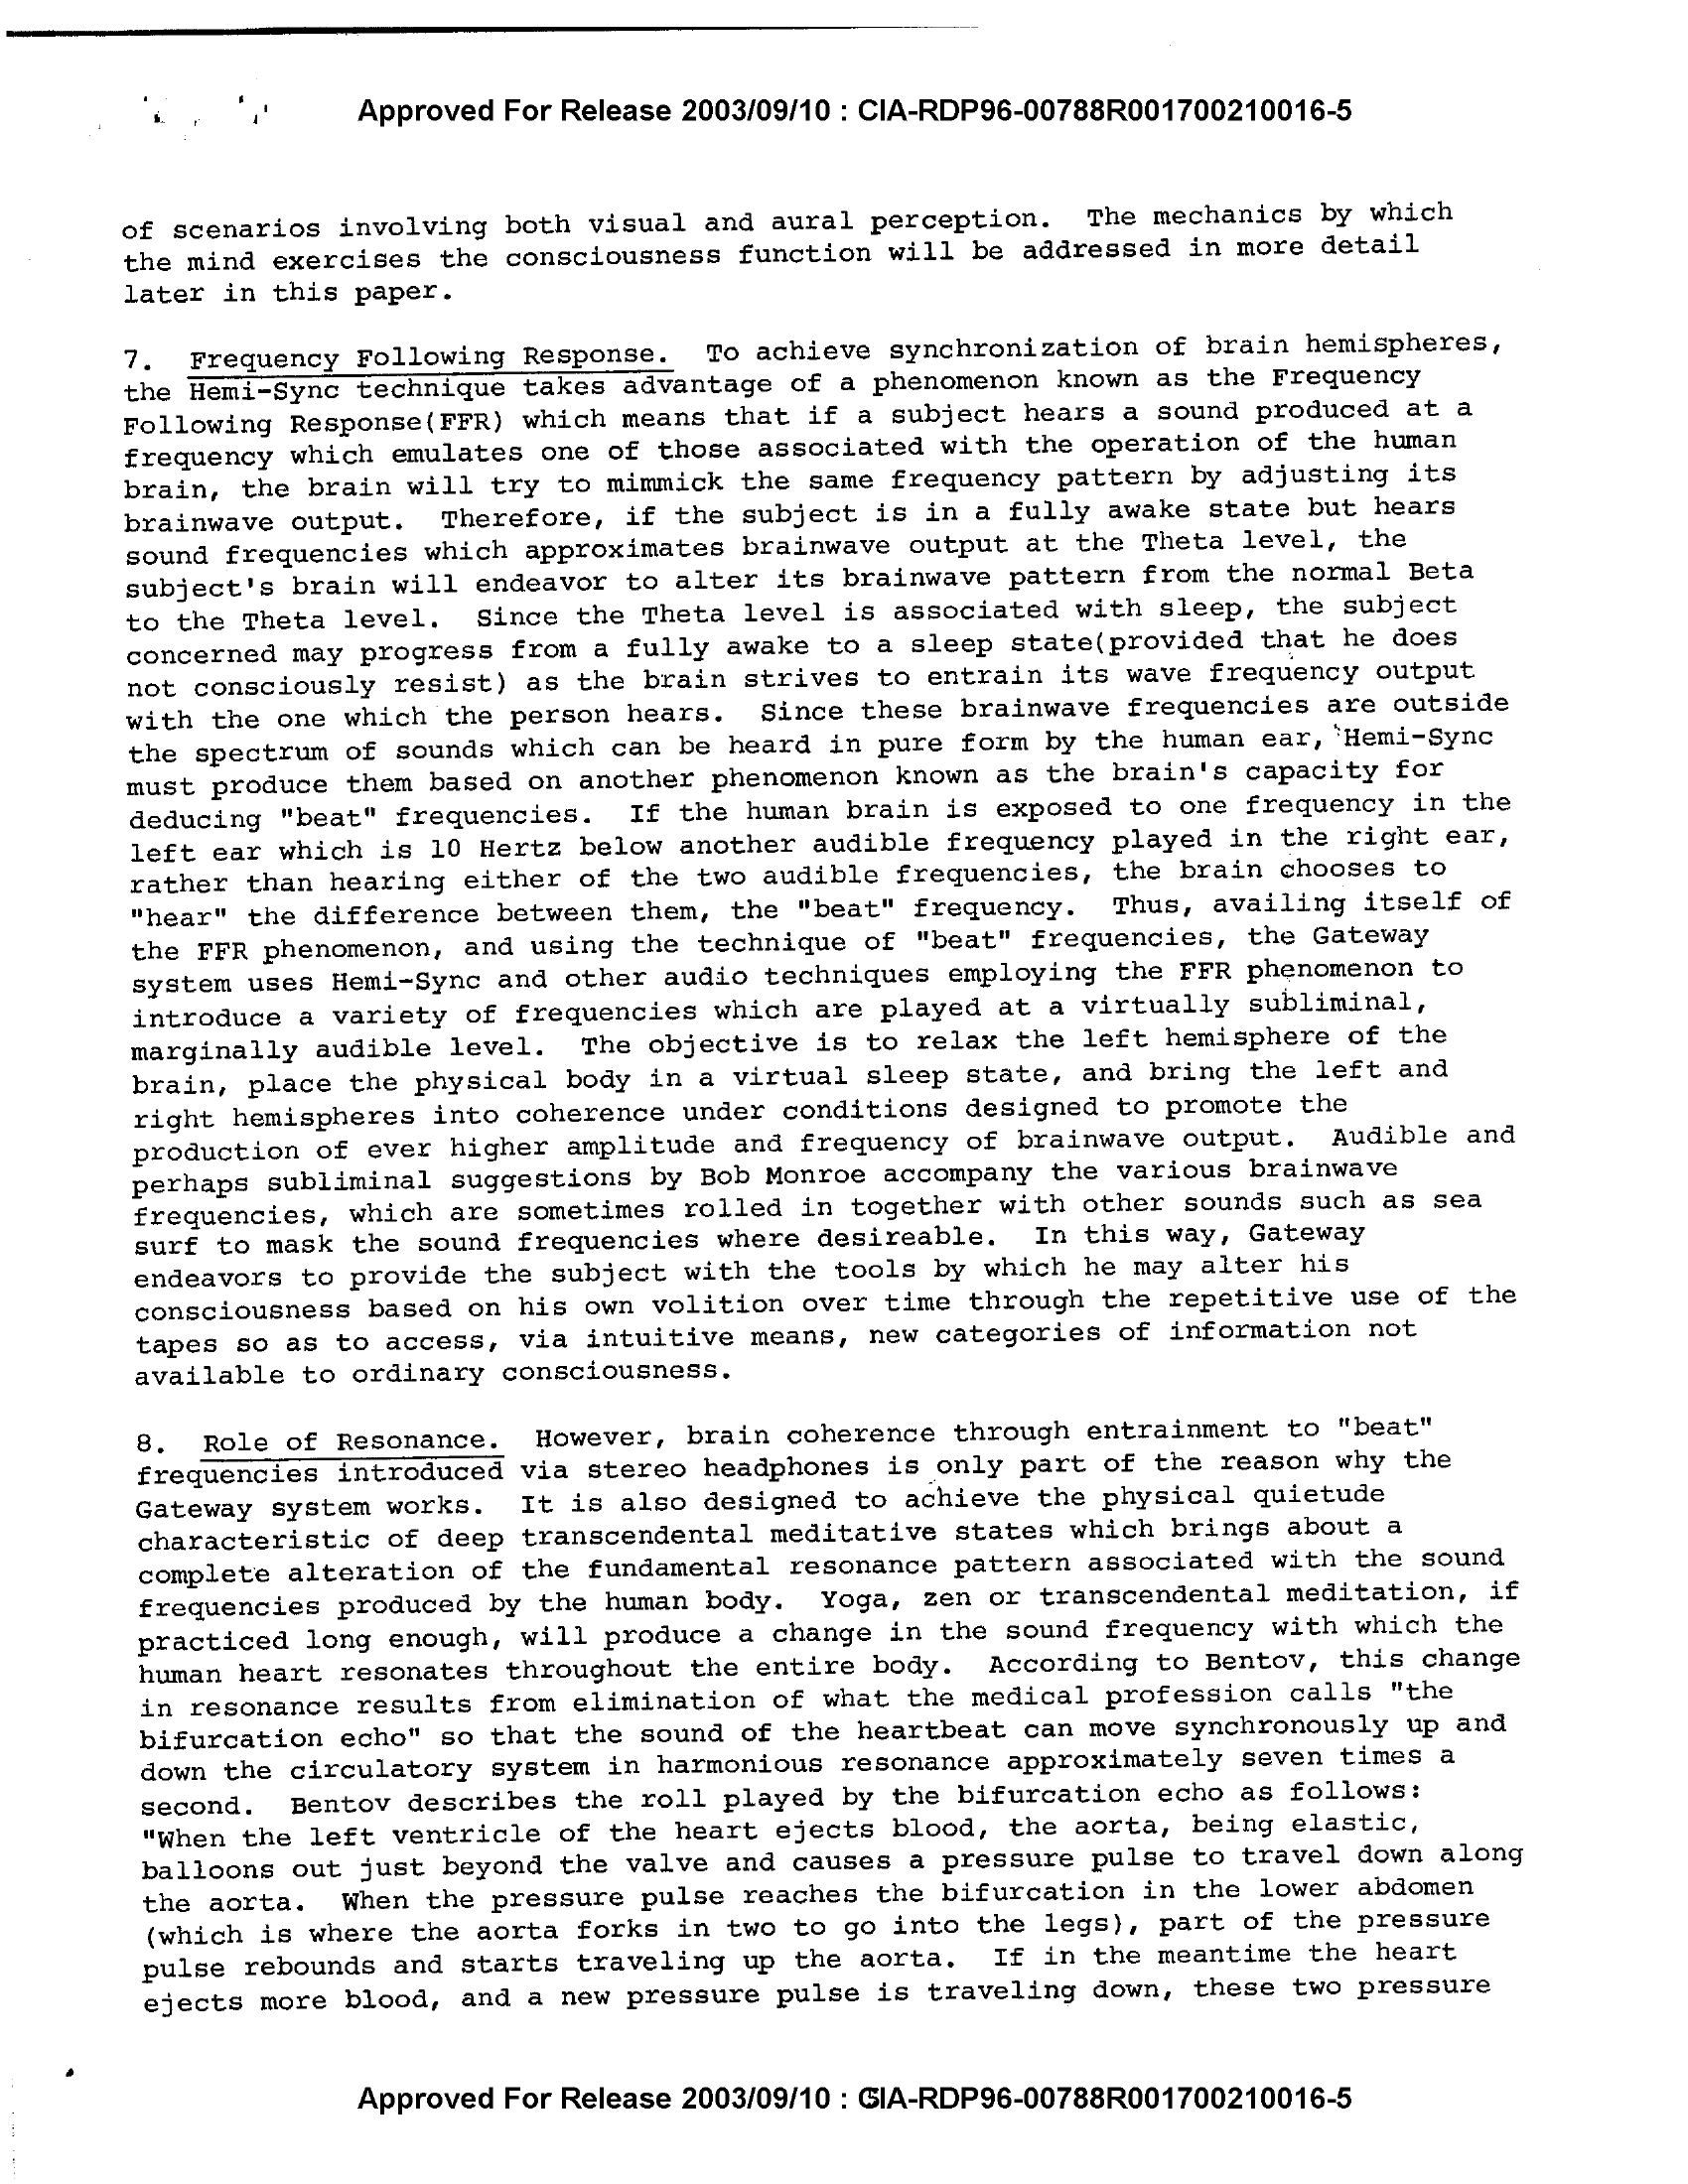 Approved For Release 2003/09/10 : CIA-RDP96-00788R001700210016-5
of scenarios involving both visual and aural perception. The mechanics by which
the mind exercises the consciousness function will be addressed in more detail
later in this paper.
7. Frequency Following Response. To achieve synchronization of brain hemispheres,
the Hemi-Sync technique takes advantage of a phenomenon known as the Frequency
Following Response(FFR) which means that if a subject hears a sound produced at a
frequency which emulates one of those associated with the operation of the human
brain, the brain will try to mimmick the same frequency pattern by adjusting its
brainwave output. Therefore, if the subject is in a fully awake state but hears
sound frequencies which approximates brainwave output at the Theta level, the
subject's brain will endeavor to alter its brainwave pattern from the normal Beta
to the Theta level. Since the Theta level is associated with sleep, the subject
concerned may progress from a fully awake to a sleep state(provided that he does
not consciously resist) as the brain strives to entrain its wave frequency output
with the one which the person hears. Since these brainwave frequencies are outside
the spectrum of sounds which can be heard in pure form by the human ear, Hemi-Sync
must produce them based on another phenomenon known as the brain's capacity for
deducing "beat" frequencies. If the human brain is exposed to one frequency in the
left ear which is 10 Hertz below another audible frequency played in the right ear,
rather than hearing either of the two audible frequencies, the brain chooses to
"hear" the difference between them, the "beat" frequency. Thus, availing itself of
the FFR phenomenon, and using the technique of "beat" frequencies, the Gateway
system uses Hemi-Sync and other audio techniques employing the FFR phenomenon to
introduce a variety of frequencies which are played at a virtually subliminal,
marginally audible level. The objective is to relax the left hemisphere of the
brain, place the physical body in a virtual sleep state, and bring the left and
right hemispheres into coherence under conditions designed to promote the
production of ever higher amplitude and frequency of brainwave output. Audible and
perhaps subliminal suggestions by Bob Monroe accompany the various brainwave
frequencies, which are sometimes rolled in together with other sounds such as sea
surf to mask the sound frequencies where desireable. In this way, Gateway
endeavors to provide the subject with the tools by which he may alter his
consciousness based on his own volition over time through the repetitive use of the
tapes so as to access, via intuitive means, new categories of information not
available to ordinary consciousness.
8. Role of Resonance. However, brain coherence through entrainment to "beat"
frequencies introduced via stereo headphones is only part of the reason why the
Gateway system works. It is also designed to achieve the physical quietude
characteristic of deep transcendental meditative states which brings about a
complete alteration of the fundamental resonance pattern associated with the sound
frequencies produced by the human body. Yoga, zen or transcendental meditation, if
practiced long enough, will produce a change in the sound frequency with which the
human heart resonates throughout the entire body. According to Bentov, this change
in resonance results from elimination of what the medical profession calls "the
bifurcation echo" so that the sound of the heartbeat can move synchronously up and
down the circulatory system in harmonious resonance approximately seven times a
second. Bentov describes the roll played by the bifurcation echo as follows:
"When the left ventricle of the heart ejects blood, the aorta, being elastic,
balloons out just beyond the valve and causes a pressure pulse to travel down along
the aorta. When the pressure pulse reaches the bifurcation in the lower abdomen
(which is where the aorta forks in two to go into the legs), part of the pressure
pulse rebounds and starts traveling up the aorta. If in the meantime the heart
ejects more blood, and a new pressure pulse is traveling down, these two pressure
Approved For Release 2003/09/10 : CIA-RDP96-00788R001700210016-5